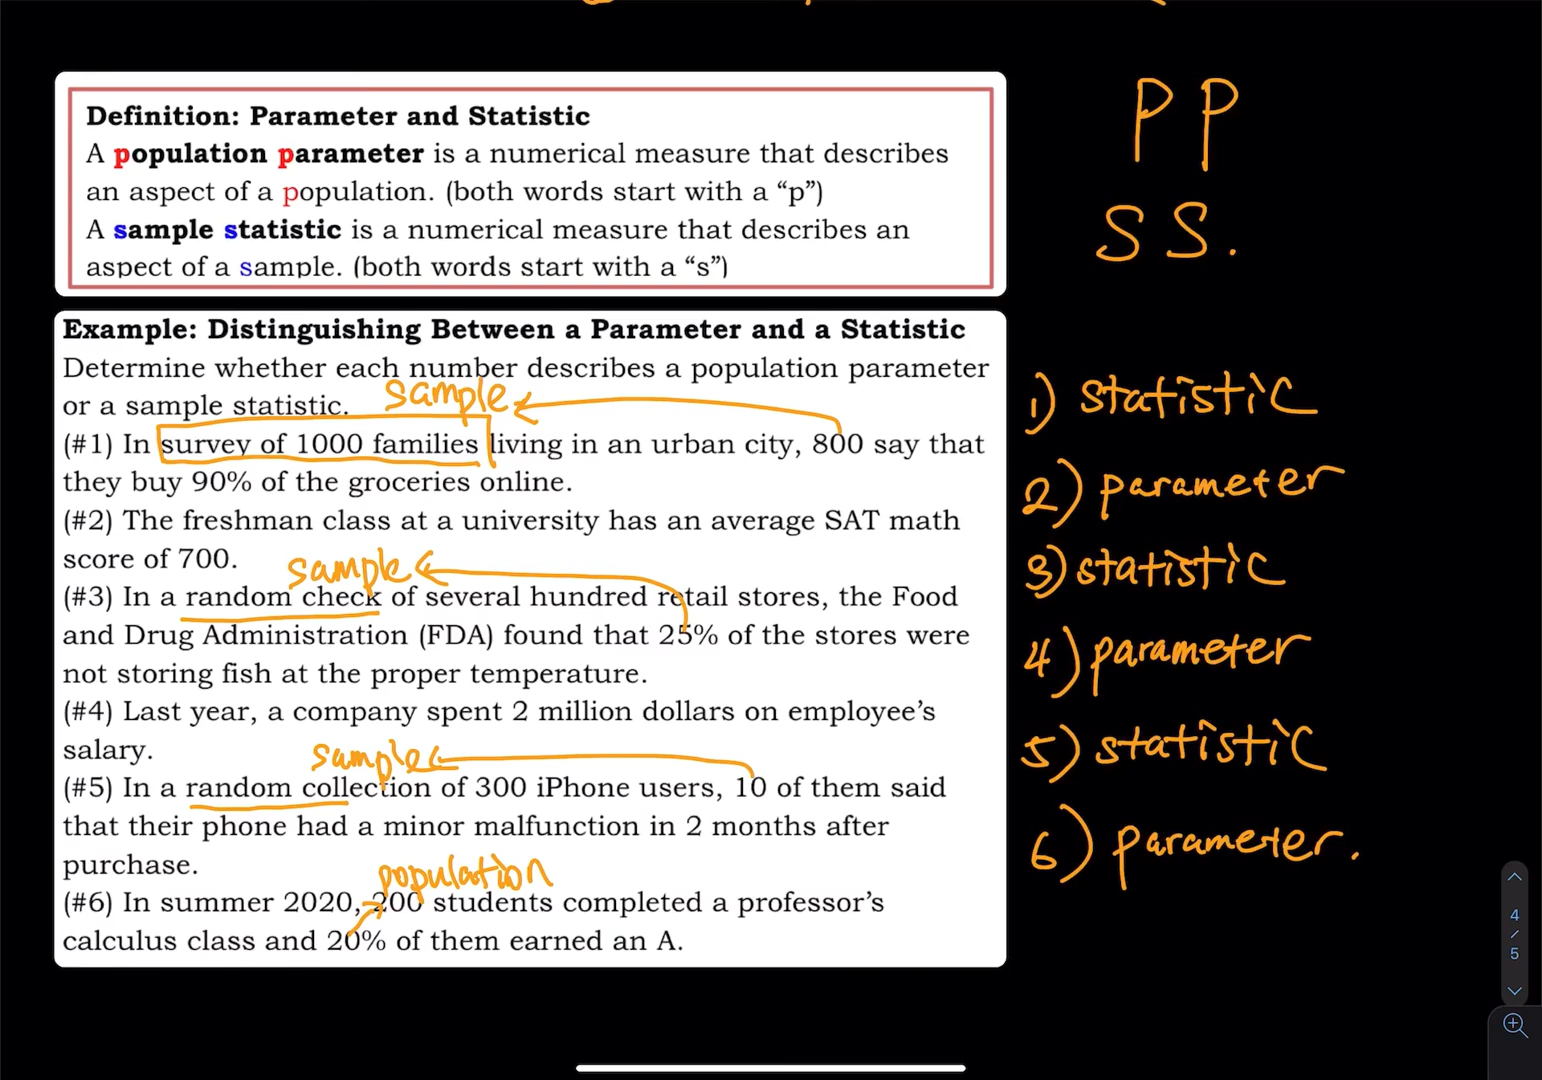 Definition: Parameter and Statistic
A population parameter is a numerical measure that describes
an aspect of a population. (both words start with a “p”)
A sample statistic is a numerical measure that describes an
aspect of a sample. (both words start with a “s”)
P P
S S.
Example: Distinguishing Between a Parameter and a Statistic
Determine whether each number describes a population parameter
or a sample statistic.
sample
(#1) In survey of 1000 families living in an urban city, 800 say that
they buy 90% of the groceries online.
(#2) The freshman class at a university has an average SAT math
score of 700.
sample
(#3) In a random check of several hundred retail stores, the Food
and Drug Administration (FDA) found that 25% of the stores were
not storing fish at the proper temperature.
(#4) Last year, a company spent 2 million dollars on employee’s
salary.
sample
(#5) In a random collection of 300 iPhone users, 10 of them said
that their phone had a minor malfunction in 2 months after
purchase.
population
(#6) In summer 2020, 200 students completed a professor’s
calculus class and 20% of them earned an A.
1) statistic
2) parameter
3) statistic
4) parameter
5) statistic
6) parameter.
4
/
5